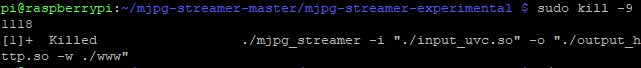 pi@raspberrypi:~/mjpg-streamer-master/mjpg-streamer-experimental $ sudo kill -9
1118
[1]+  Killed                  ./mjpg_streamer -i "./input_uvc.so" -o "./output_h
ttp.so -w ./www"